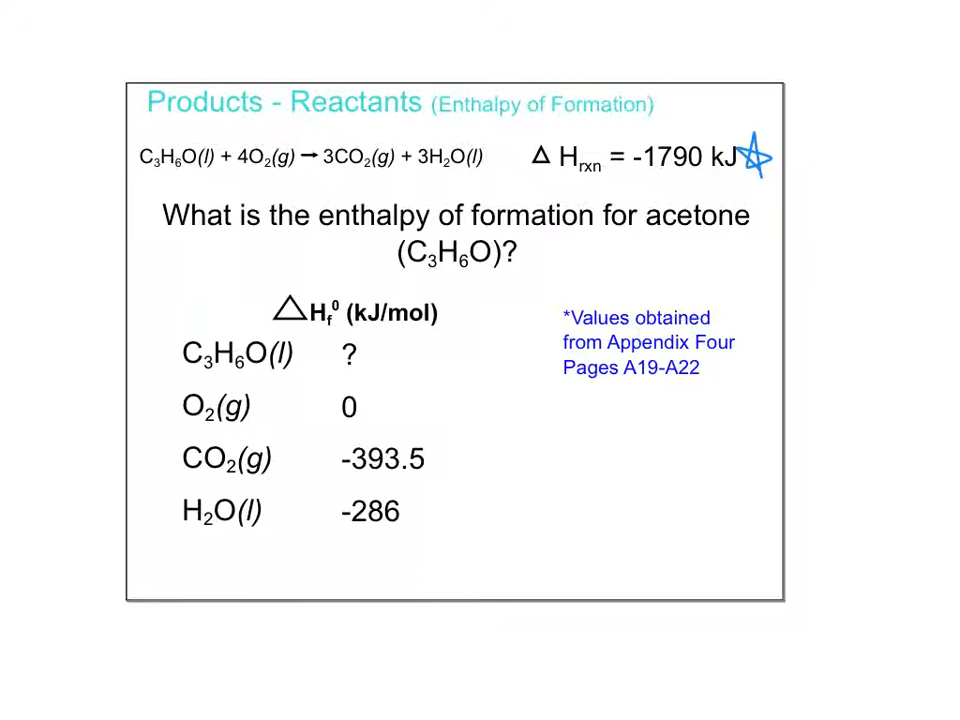 Products - Reactants (Enthalpy of Formation)
C₃H₆O(l) + 4O₂(g) → 3CO₂(g) + 3H₂O(l) Δ Hrxn = -1790 kJ
What is the enthalpy of formation for acetone
(C₃H₆O)?
△Hf⁰ (kJ/mol)
*Values obtained
from Appendix Four
Pages A19-A22
C₃H₆O(l) ?
O₂(g) 0
CO₂(g) -393.5
H₂O(l) -286